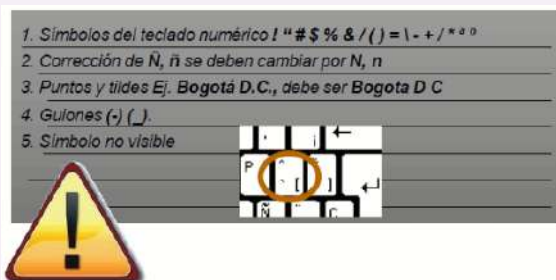 1. Símbolos del teclado numérico ! " # $ % & / ( ) = \ - + / * ª º
2. Corrección de Ñ, ñ se deben cambiar por N, n
3. Puntos y tildes Ej. Bogotá D.C., debe ser Bogota D C
4. Guiones (-) (_).
5. Símbolo no visible
P ^ ` [ ]
Ñ ¨ Ç